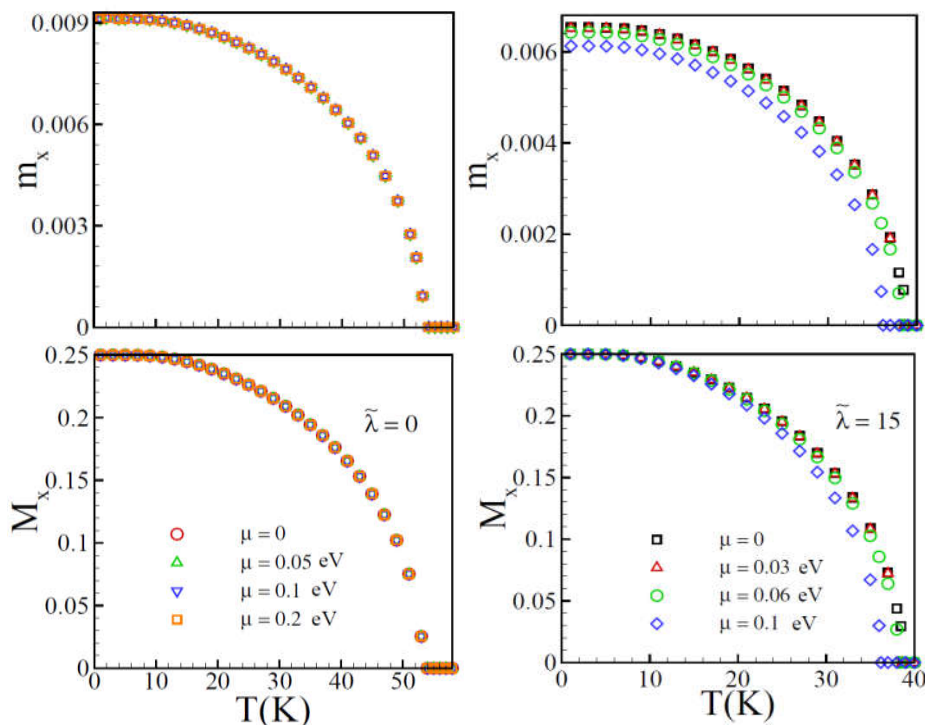 0.009
0.006
0.003
0
m_x
0.006
0.004
0.002
0
m_x
0.25
0.2
0.15
0.1
0.05
0
M_x
λ̃ = 0
μ = 0
μ = 0.05 eV
μ = 0.1 eV
μ = 0.2 eV
0 10 20 30 40 50
T(K)
0.25
0.2
0.15
0.1
0.05
0
M_x
λ̃ = 15
μ = 0
μ = 0.03 eV
μ = 0.06 eV
μ = 0.1 eV
0 10 20 30 40
T(K)